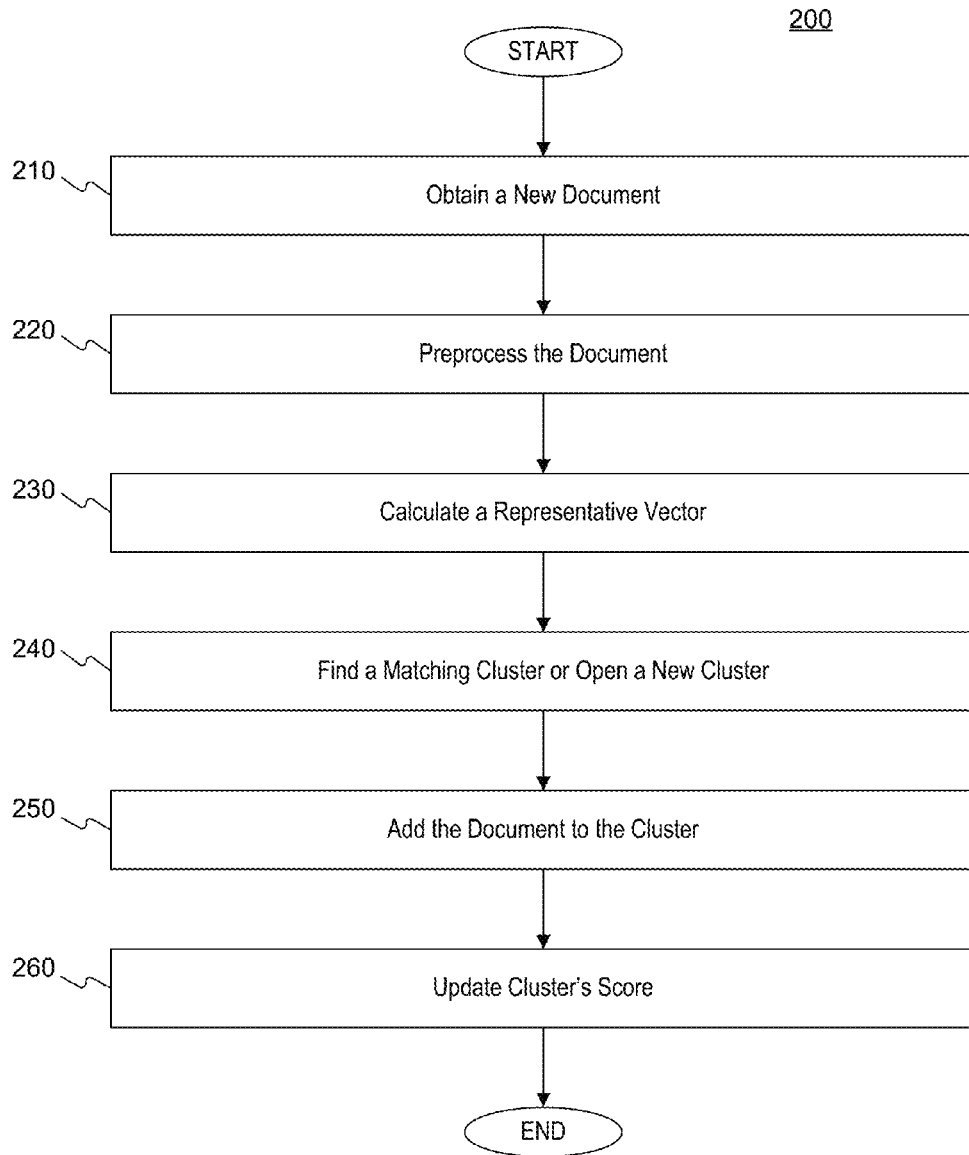 200
START
210
Obtain a New Document
220
Preprocess the Document
230
Calculate a Representative Vector
240
Find a Matching Cluster or Open a New Cluster
250
Add the Document to the Cluster
260
Update Cluster's Score
END